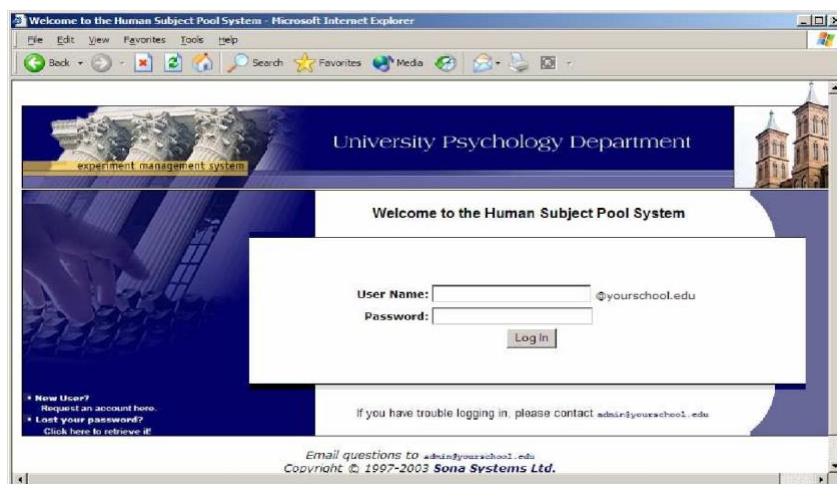 Welcome to the Human Subject Pool System - Microsoft Internet Explorer
File Edit View Favorites Tools Help
Back Search Favorites Media
University Psychology Department
experiment management system
Welcome to the Human Subject Pool System
User Name: @yourschool.edu
Password:
Log In
New User?
Request an account here.
Lost your password?
Click here to retrieve it!
If you have trouble logging in, please contact admin@yourschool.edu
Email questions to admin@yourschool.edu
Copyright © 1997-2003 Sona Systems Ltd.